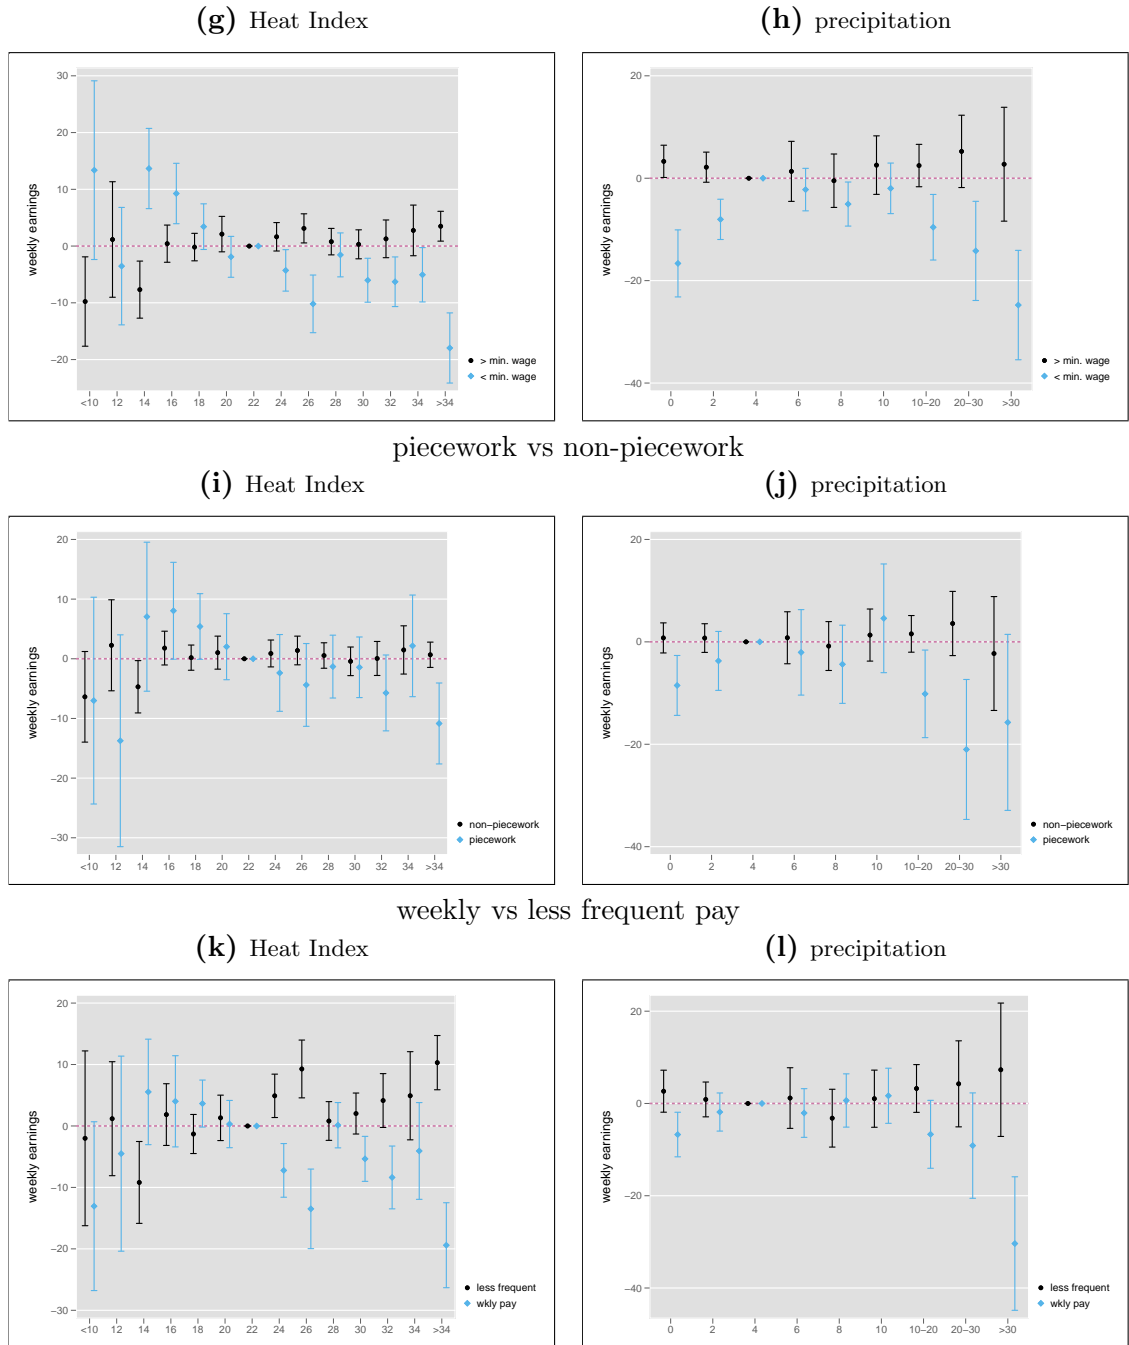 (g) Heat Index
(h) precipitation
30
20
10
0
−10
−20
weekly earnings
<10 12 14 16 18 20 22 24 26 28 30 32 34 >34
> min. wage
< min. wage
20
0
−20
−40
weekly earnings
0 2 4 6 8 10 10−20 20−30 >30
> min. wage
< min. wage
piecework vs non-piecework
(i) Heat Index
(j) precipitation
20
10
0
−10
−20
−30
weekly earnings
<10 12 14 16 18 20 22 24 26 28 30 32 34 >34
non−piecework
piecework
20
0
−20
−40
weekly earnings
0 2 4 6 8 10 10−20 20−30 >30
non−piecework
piecework
weekly vs less frequent pay
(k) Heat Index
(l) precipitation
20
10
0
−10
−20
−30
weekly earnings
<10 12 14 16 18 20 22 24 26 28 30 32 34 >34
less frequent
wkly pay
20
0
−20
−40
weekly earnings
0 2 4 6 8 10 10−20 20−30 >30
less frequent
wkly pay